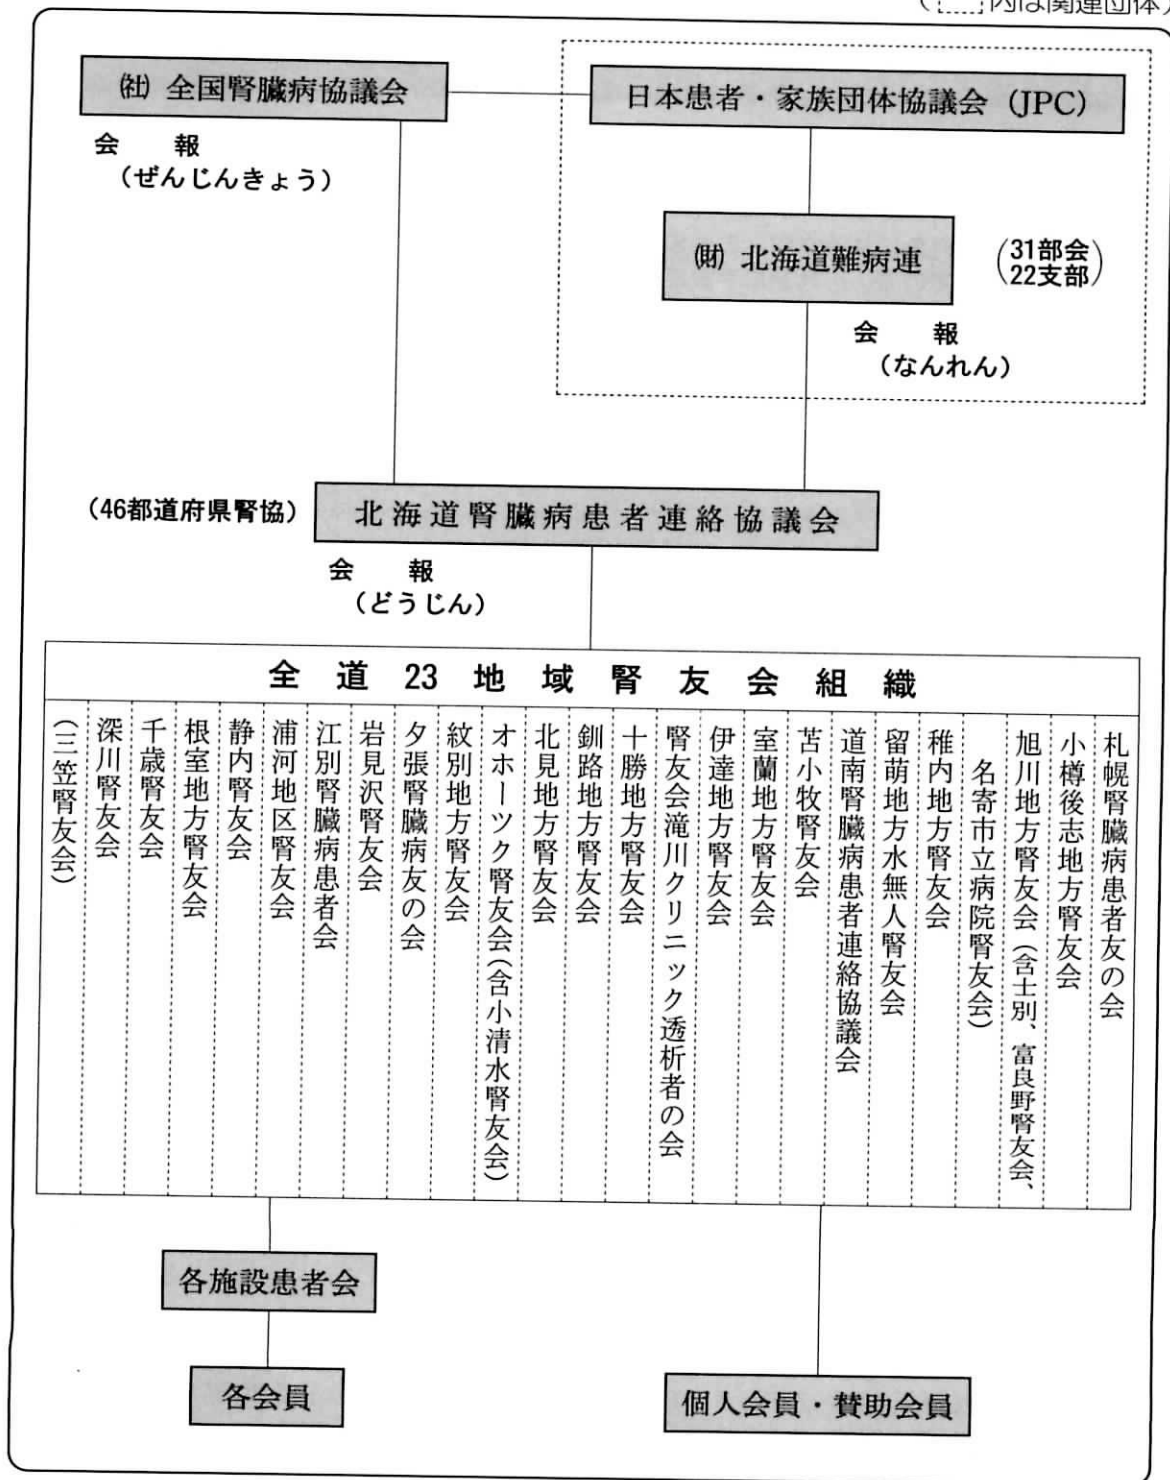 ( 内は関連団体)
㈳ 全国腎臓病協議会
会　報
(ぜんじんきょう)
日本患者・家族団体協議会 (JPC)
㈶ 北海道難病連
(31部会
22支部)
会　報
(なんれん)
(46都道府県腎協)
北海道腎臓病患者連絡協議会
会　報
(どうじん)
全道23地域腎友会組織
札幌腎臓病患者友の会
小樽後志地方腎友会
旭川地方腎友会(含士別、富良野腎友会、
名寄市立病院腎友会)
稚内地方腎友会
留萌地方水無人腎友会
道南腎臓病患者連絡協議会
苫小牧腎友会
室蘭地方腎友会
伊達地方腎友会
腎友会滝川クリニック透析者の会
十勝地方腎友会
釧路地方腎友会
北見地方腎友会
オホーツク腎友会(含小清水腎友会)
紋別地方腎友会
夕張腎臓病友の会
岩見沢腎友会
江別腎臓病患者会
浦河地区腎友会
静内腎友会
根室地方腎友会
千歳腎友会
深川腎友会
(三笠腎友会)
各施設患者会
各会員
個人会員・賛助会員